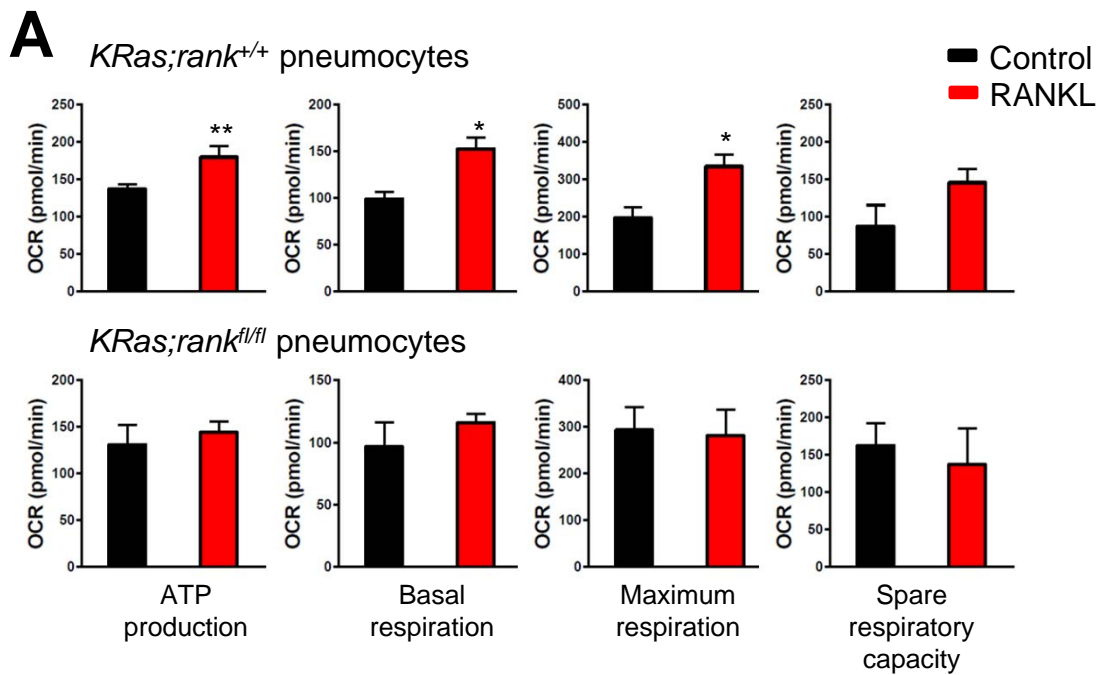 A
KRas;rank+/+ pneumocytes
Control
RANKL
OCR (pmol/min)
250
200
150
100
50
0
**
OCR (pmol/min)
200
150
100
50
0
*
OCR (pmol/min)
500
400
300
200
100
0
*
OCR (pmol/min)
250
200
150
100
50
0
KRas;rankfl/fl pneumocytes
OCR (pmol/min)
200
150
100
50
0
OCR (pmol/min)
150
100
50
0
OCR (pmol/min)
400
300
200
100
0
OCR (pmol/min)
250
200
150
100
50
0
ATP
production
Basal
respiration
Maximum
respiration
Spare
respiratory
capacity